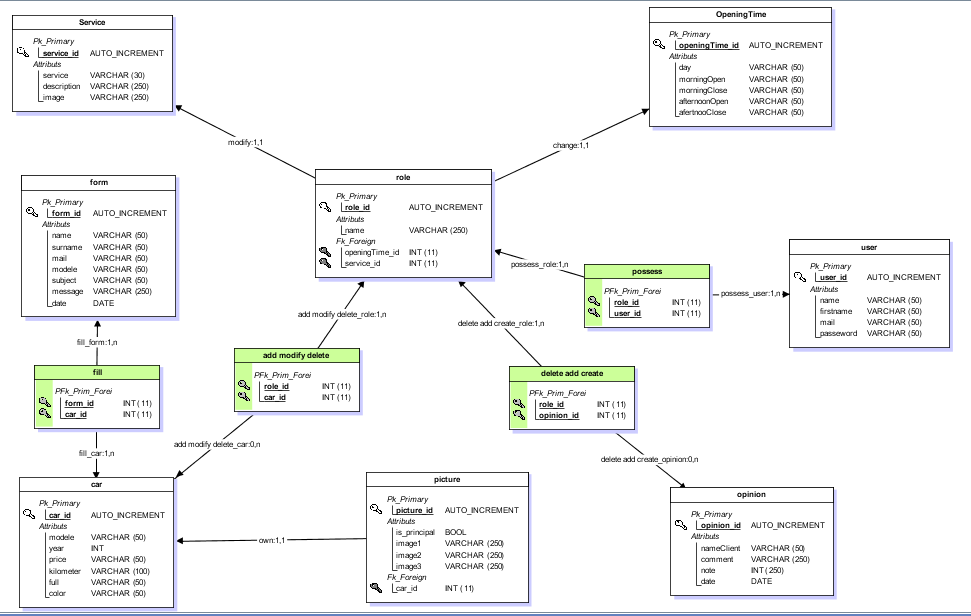 Service
Pk_Primary
service_id AUTO_INCREMENT
Attributs
service VARCHAR (30)
description VARCHAR (250)
image VARCHAR (250)
OpeningTime
Pk_Primary
openingTime_id AUTO_INCREMENT
Attributs
day VARCHAR (50)
morningOpen VARCHAR (50)
morningClose VARCHAR (50)
afternoonOpen VARCHAR (50)
afertnooClose VARCHAR (50)
modify:1,1
change:1,1
form
Pk_Primary
form_id AUTO_INCREMENT
Attributs
name VARCHAR (50)
surname VARCHAR (50)
mail VARCHAR (50)
modele VARCHAR (50)
subject VARCHAR (50)
message VARCHAR (250)
date DATE
role
Pk_Primary
role_id AUTO_INCREMENT
Attributs
name VARCHAR (250)
Fk_Foreign
openingTime_id INT (11)
service_id INT (11)
possess_role:1,n
possess
PFk_Prim_Forei
role_id INT (11)
user_id INT (11)
possess_user:1,n
user
Pk_Primary
user_id AUTO_INCREMENT
Attributs
name VARCHAR (50)
firstname VARCHAR (50)
mail VARCHAR (50)
passeword VARCHAR (50)
fill_form:1,n
add modify delete_role:1,n
delete add create_role:1,n
fill
PFk_Prim_Forei
form_id INT (11)
car_id INT (11)
add modify delete
PFk_Prim_Forei
role_id INT (11)
car_id INT (11)
delete add create
PFk_Prim_Forei
role_id INT (11)
opinion_id INT (11)
fill_car:1,n
add modify delete_car:0,n
delete add create_opinion:0,n
car
Pk_Primary
car_id AUTO_INCREMENT
Attributs
modele VARCHAR (50)
year INT
price VARCHAR (50)
kilometer VARCHAR (100)
full VARCHAR (50)
color VARCHAR (50)
own:1,1
picture
Pk_Primary
picture_id AUTO_INCREMENT
Attributs
is_principal BOOL
image1 VARCHAR (250)
image2 VARCHAR (250)
image3 VARCHAR (250)
Fk_Foreign
car_id INT (11)
opinion
Pk_Primary
opinion_id AUTO_INCREMENT
Attributs
nameClient VARCHAR (50)
comment VARCHAR (250)
note INT (250)
date DATE